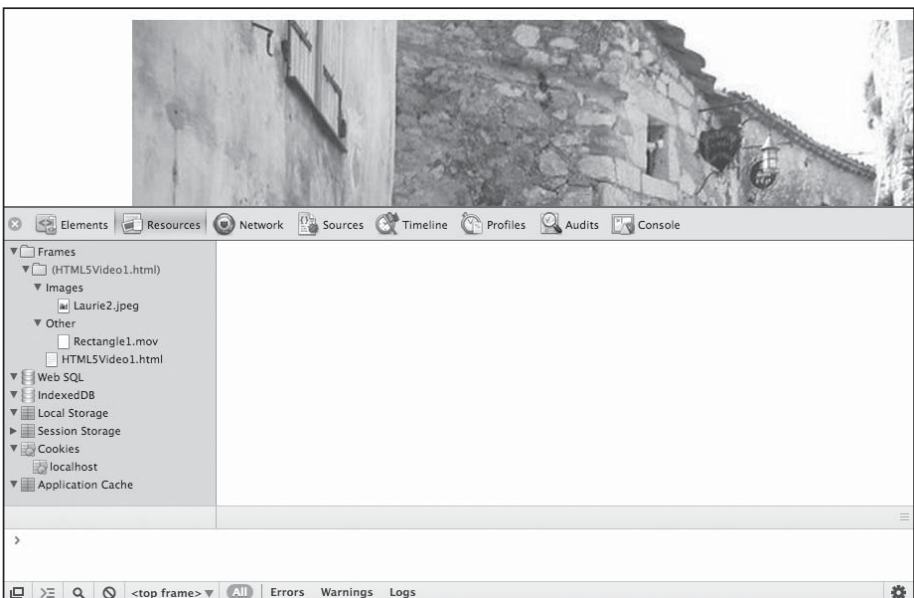 Elements Resources Network Sources Timeline Profiles Audits Console
Frames
(HTML5Video1.html)
Images
Laurie2.jpeg
Other
Rectangle1.mov
HTML5Video1.html
Web SQL
IndexedDB
Local Storage
Session Storage
Cookies
localhost
Application Cache
<top frame> All Errors Warnings Logs